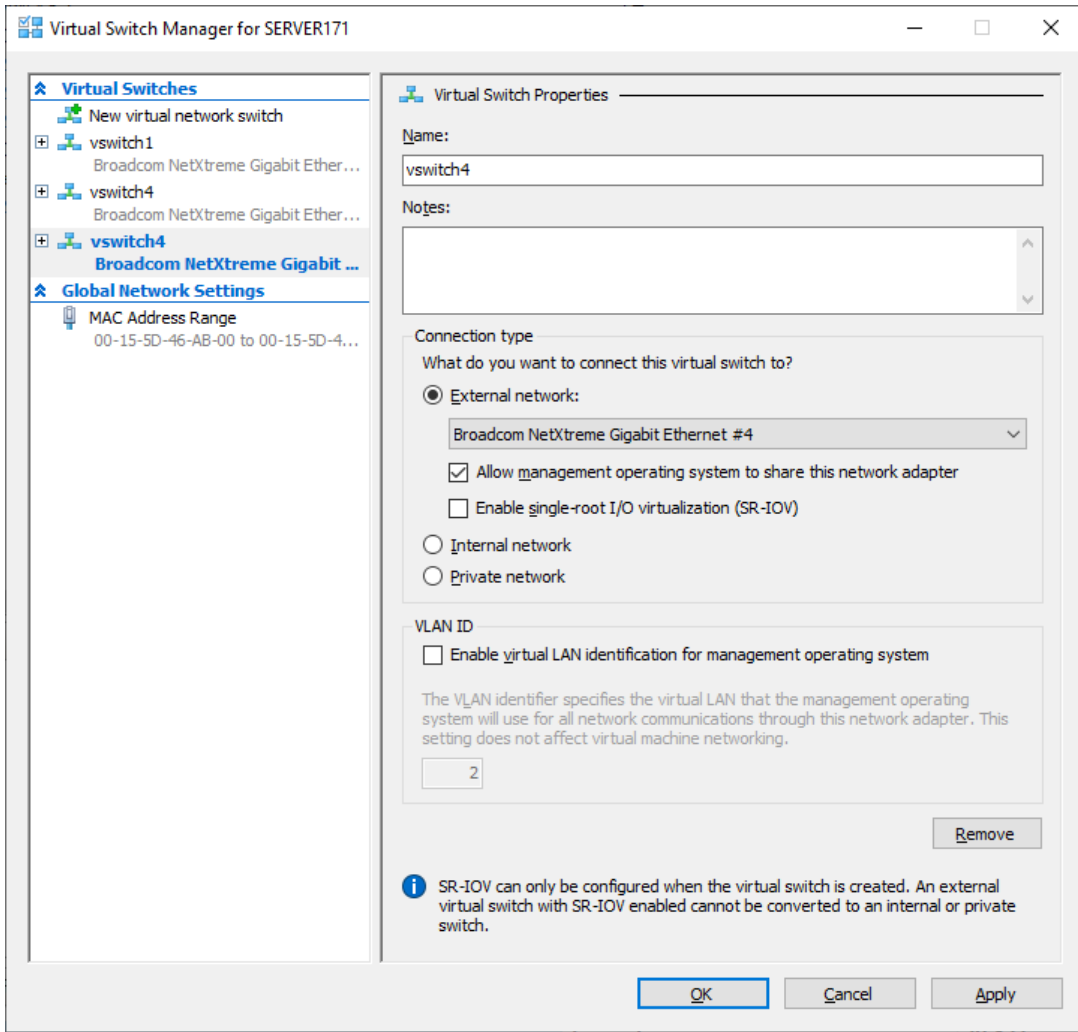 Virtual Switch Manager for SERVER171
Virtual Switches
New virtual network switch
vswitch1
Broadcom NetXtreme Gigabit Ether...
vswitch4
Broadcom NetXtreme Gigabit Ether...
vswitch4
Broadcom NetXtreme Gigabit ...
Global Network Settings
MAC Address Range
00-15-5D-46-AB-00 to 00-15-5D-4...
Virtual Switch Properties
Name:
vswitch4
Notes:
Connection type
What do you want to connect this virtual switch to?
External network:
Broadcom NetXtreme Gigabit Ethernet #4
Allow management operating system to share this network adapter
Enable single-root I/O virtualization (SR-IOV)
Internal network
Private network
VLAN ID
Enable virtual LAN identification for management operating system
The VLAN identifier specifies the virtual LAN that the management operating
system will use for all network communications through this network adapter. This
setting does not affect virtual machine networking.
2
Remove
SR-IOV can only be configured when the virtual switch is created. An external
virtual switch with SR-IOV enabled cannot be converted to an internal or private
switch.
OK
Cancel
Apply